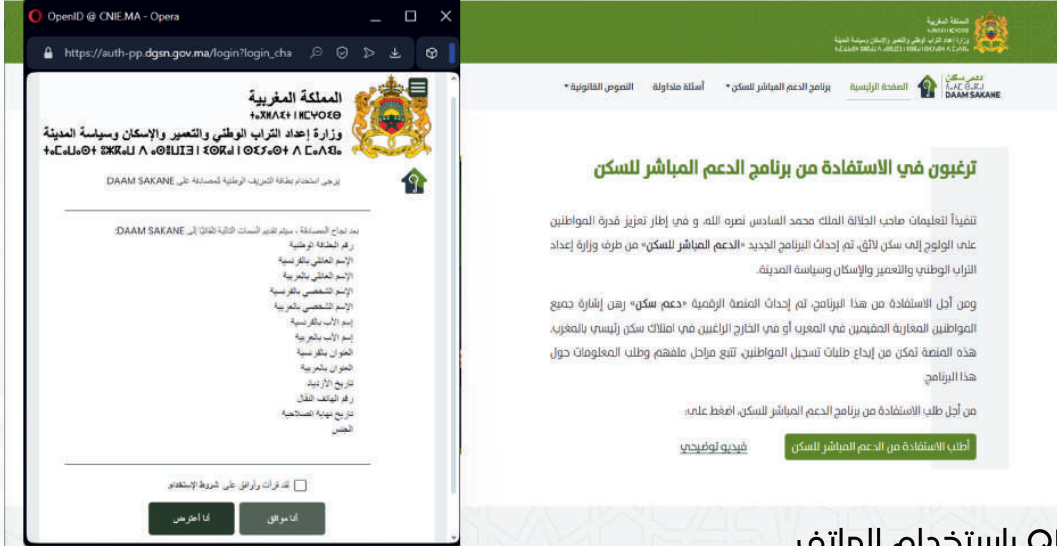 OpenID @ CNIE.MA - Opera
https://auth-pp.dgsn.gov.ma/login?login_cha
المملكة المغربية
ⵜⴰⴳⵍⴷⵉⵜ ⵏ ⵍⵎⵖⵔⵉⴱ
وزارة إعداد التراب الوطني والتعمير والإسكان وسياسة المدينة
يرجى استخدام بطاقة التعريف الوطنية للمصادقة على DAAM SAKANE
بعد نجاح المصادقة ، سيتم تقديم السمات التالية تلقائيًا إلى DAAM SAKANE:
رقم البطاقة الوطنية
الإسم العائلي بالفرنسية
الإسم العائلي بالعربية
الإسم الشخصي بالفرنسية
الإسم الشخصي بالعربية
إسم الأب بالفرنسية
إسم الأب بالعربية
العنوان بالفرنسية
العنوان بالعربية
تاريخ الأزدياد
رقم الهاتف النقال
تاريخ نهاية الصلاحية
الجنس
لقد قرأت وأوافق على شروط الإستخدام.
أنا موافق
أنا أعترض
المملكة المغربية
وزارة إعداد التراب الوطني والتعمير والإسكان وسياسة المدينة
دعم سكن
DAAM SAKANE
الصفحة الرئيسية
برنامج الدعم المباشر للسكن
أسئلة متداولة
النصوص القانونية
ترغبون في الاستفادة من برنامج الدعم المباشر للسكن
تنفيذاً لتعليمات صاحب الجلالة الملك محمد السادس نصره الله، و في إطار تعزيز قدرة المواطنين
على الولوج إلى سكن لائق، تم إحداث البرنامج الجديد «الدعم المباشر للسكن» من طرف وزارة إعداد
التراب الوطني والتعمير والإسكان وسياسة المدينة.
ومن أجل الاستفادة من هذا البرنامج، تم إحداث المنصة الرقمية «دعم سكن» رهن إشارة جميع
المواطنين المغاربة المقيمين في المغرب أو في الخارج الراغبين في امتلاك سكن رئيسي بالمغرب.
هذه المنصة تمكن من إيداع طلبات تسجيل المواطنين، تتبع مراحل ملفهم وطلب المعلومات حول
هذا البرنامج.
من أجل طلب الاستفادة من برنامج الدعم المباشر للسكن، اضغط على:
أطلب الاستفادة من الدعم المباشر للسكن
فيديو توضيحي
باستخدام الهاتف